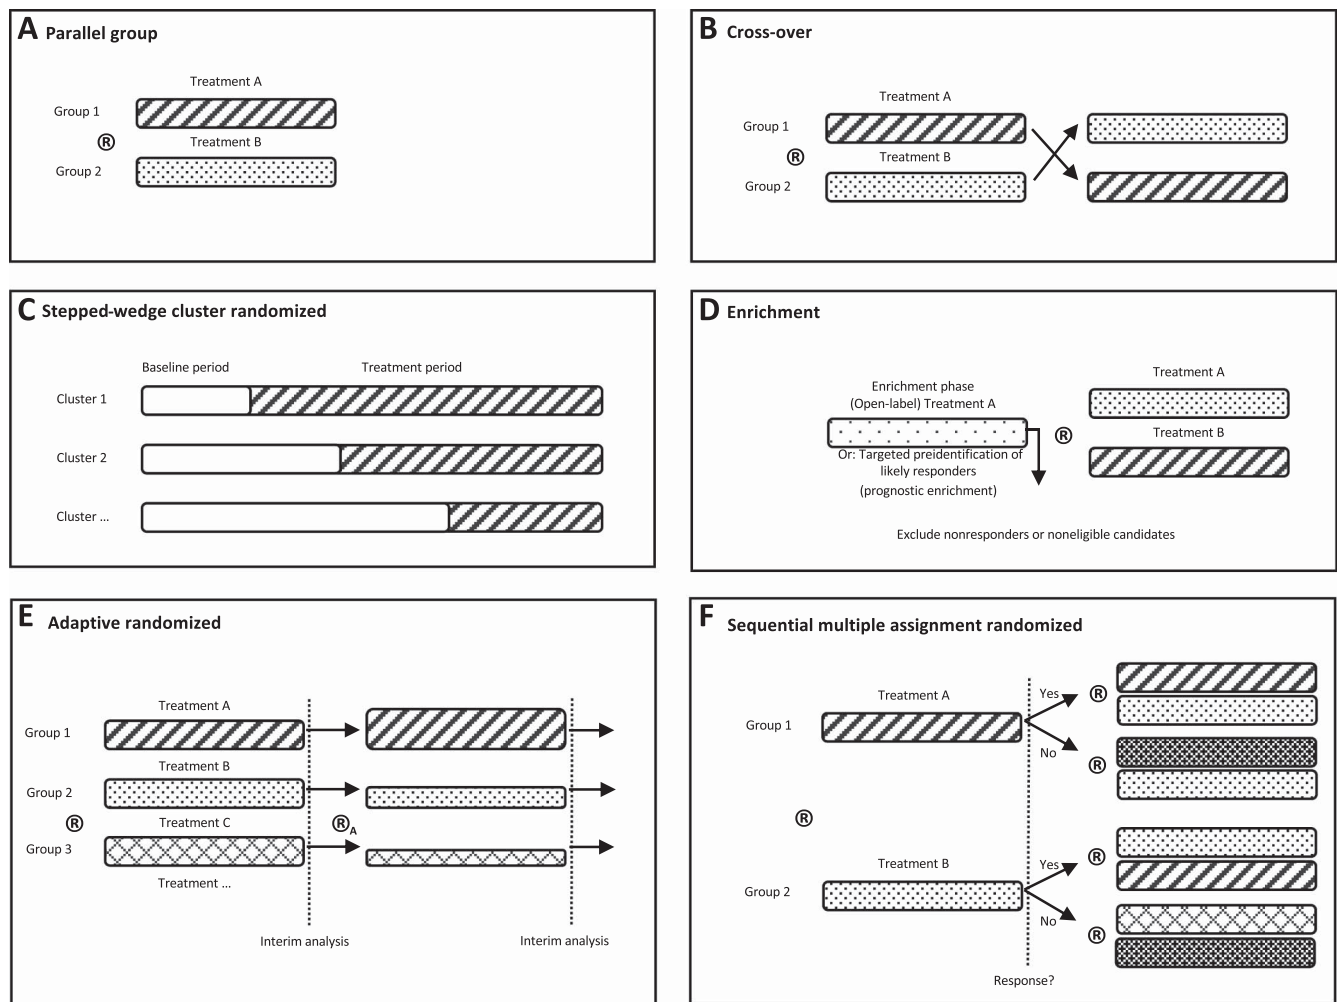 A Parallel group
Treatment A
Group 1
®
Treatment B
Group 2
B Cross-over
Treatment A
Group 1
®
Treatment B
Group 2
C Stepped-wedge cluster randomized
Baseline period
Treatment period
Cluster 1
Cluster 2
Cluster ...
D Enrichment
Enrichment phase
(Open-label) Treatment A
Or: Targeted preidentification of
likely responders
(prognostic enrichment)
®
Treatment A
Treatment B
Exclude nonresponders or noneligible candidates
E Adaptive randomized
Treatment A
Group 1
Treatment B
Group 2
®
Treatment C
®A
Group 3
Treatment ...
Interim analysis
Interim analysis
F Sequential multiple assignment randomized
Treatment A
Group 1
Yes
®
No
®
®
Treatment B
Group 2
Yes
®
No
®
Response?